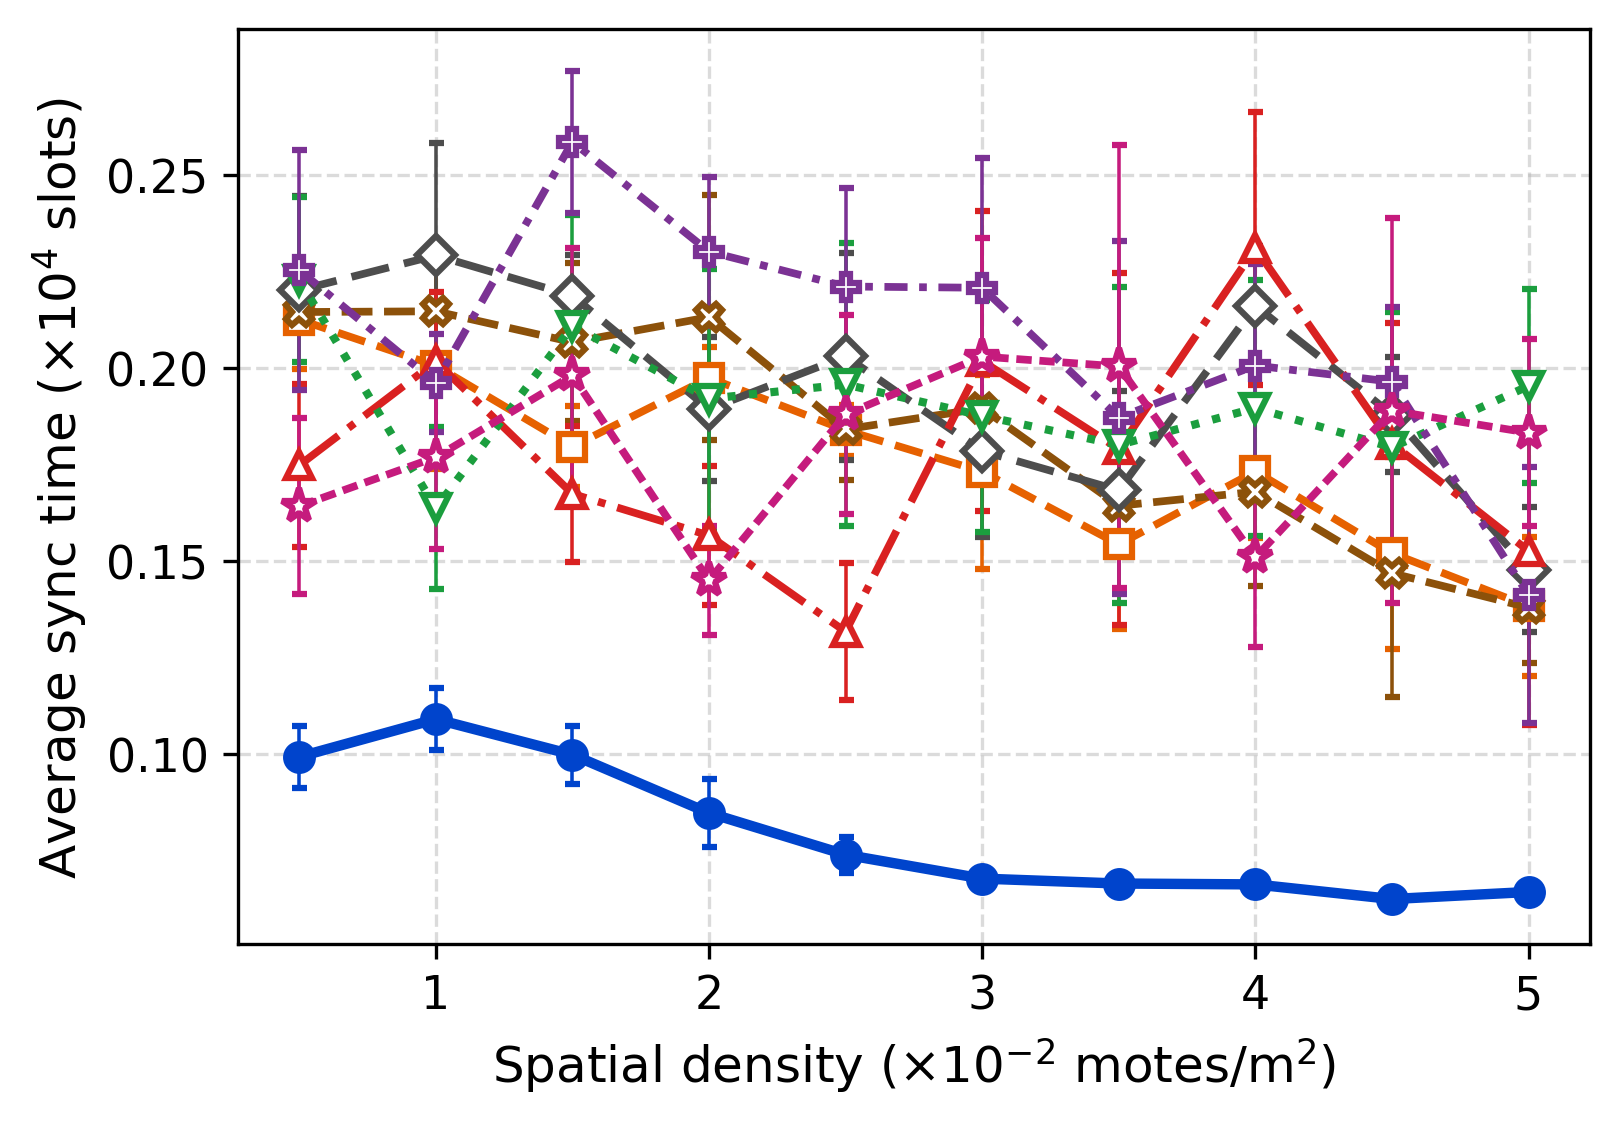 Average sync time (×10⁴ slots)
0.25
0.20
0.15
0.10
1 2 3 4 5
Spatial density (×10⁻² motes/m²)